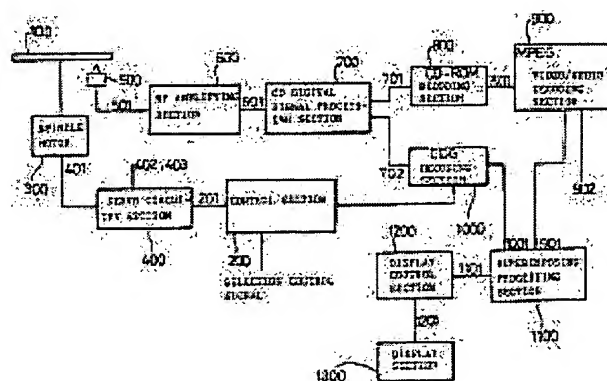 100
500
501
RF AMPLIFYING
SECTION
600
601
700
CD DIGITAL
SIGNAL PROCESS-
ING SECTION
701
702
800
CD-ROM
DECODING
SECTION
801
900
MPEG
VIDEO/AUDIO
DECODING
SECTION
901
902
SPINDLE
MOTOR
300
401
402, 403
SECTION
400
201
CONTROL SECTION
200
SELECTION CONTROL
SIGNAL
CDG
DECODING
SECTION
1000
1001
1200
DISPLAY
CONTROL
SECTION
1101
SUPERIMPOSING
PROCESSING
SECTION
1100
1201
DISPLAY
SECTION
1300